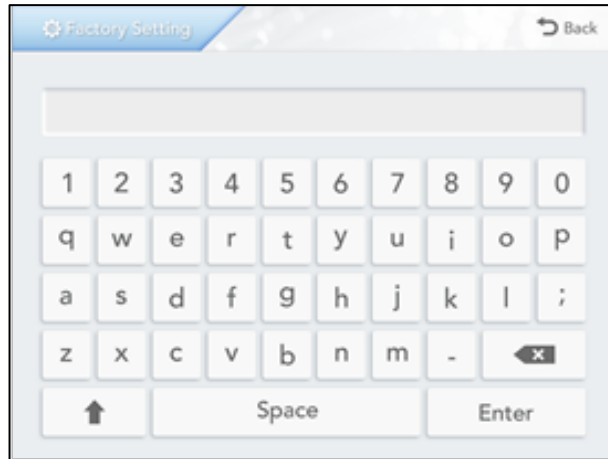 Factory Setting
Back
1 2 3 4 5 6 7 8 9 0
q w e r t y u i o p
a s d f g h j k l ;
z x c v b n m -
Space Enter